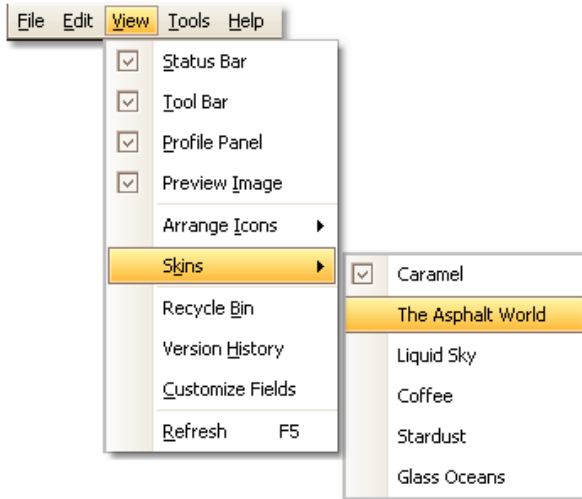 File Edit View Tools Help
Status Bar
Tool Bar
Profile Panel
Preview Image
Arrange Icons
Skins
Recycle Bin
Version History
Customize Fields
Refresh F5
Caramel
The Asphalt World
Liquid Sky
Coffee
Stardust
Glass Oceans